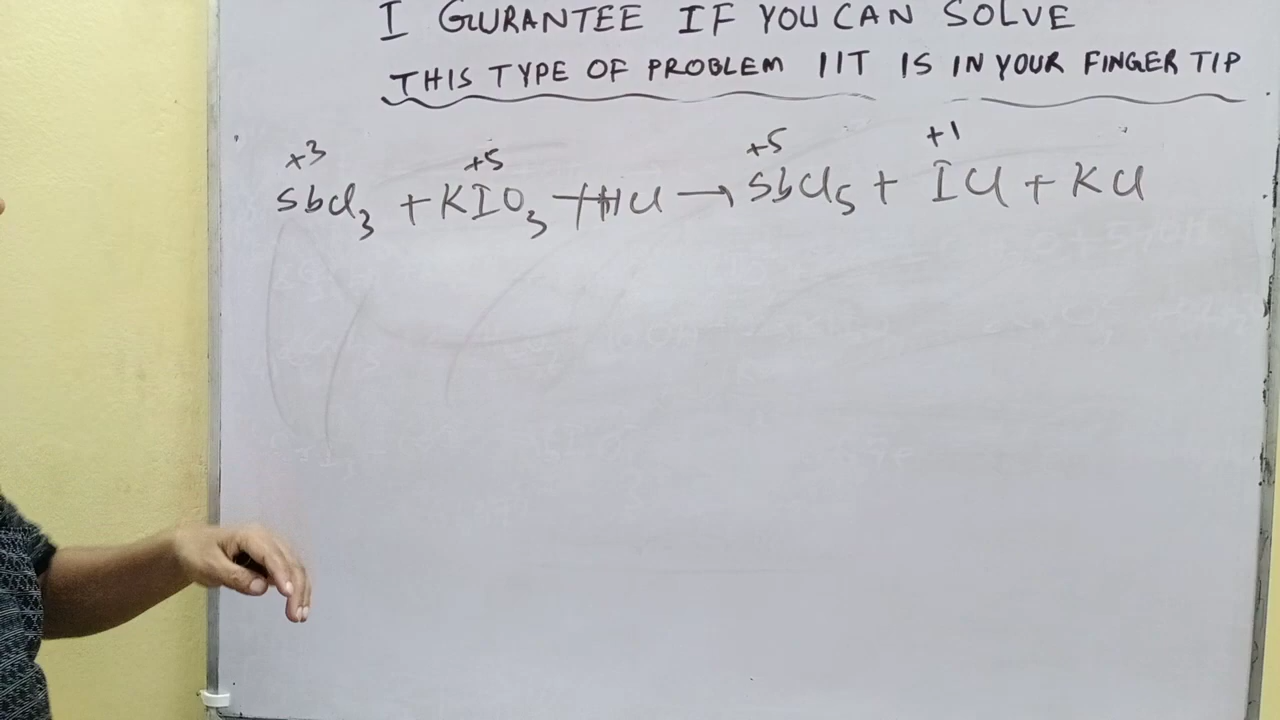 I GURANTEE IF YOU CAN SOLVE
THIS TYPE OF PROBLEM IIT IS IN YOUR FINGER TIP
+3 +5 +5 +1
SbCl3 + KIO3 + HCl → SbCl5 + ICl + KCl